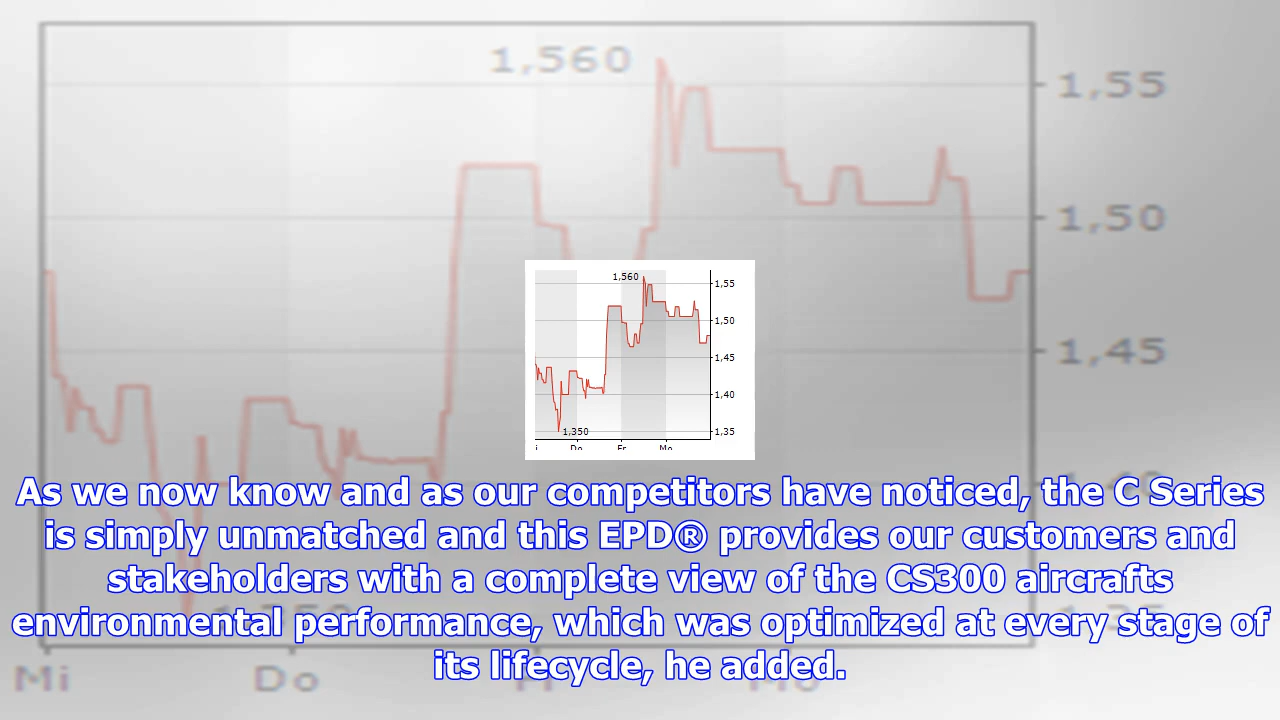 1,560
1,55
1,50
1,45
Mi
Do
1,560
1,55
1,50
1,45
1,40
1,35
1,350
Do
Fr
Mo
As we now know and as our competitors have noticed, the C Series
is simply unmatched and this EPD® provides our customers and
stakeholders with a complete view of the CS300 aircrafts
environmental performance, which was optimized at every stage of
its lifecycle, he added.